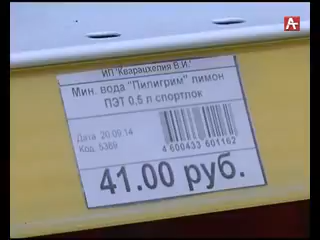 A
ИП "Кварацхелия В.И."
Мин. вода "Пилигрим" лимон
ПЭТ 0,5 л спортлок
Дата 20.09.14
Код. 5369
4 600433 601162
41.00 руб.